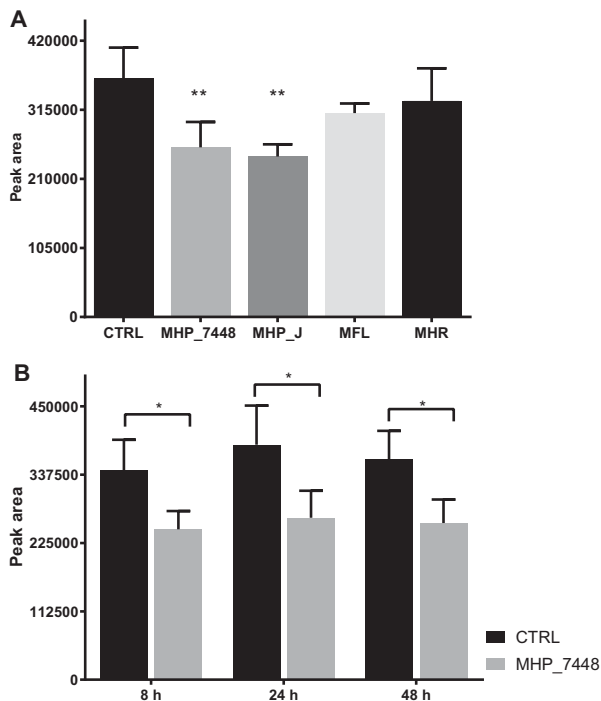 A
Peak area
420000
315000
210000
105000
0
** **
CTRL MHP_7448 MHP_J MFL MHR
B
Peak area
450000
337500
225000
112500
0
* * *
8 h 24 h 48 h
CTRL
MHP_7448